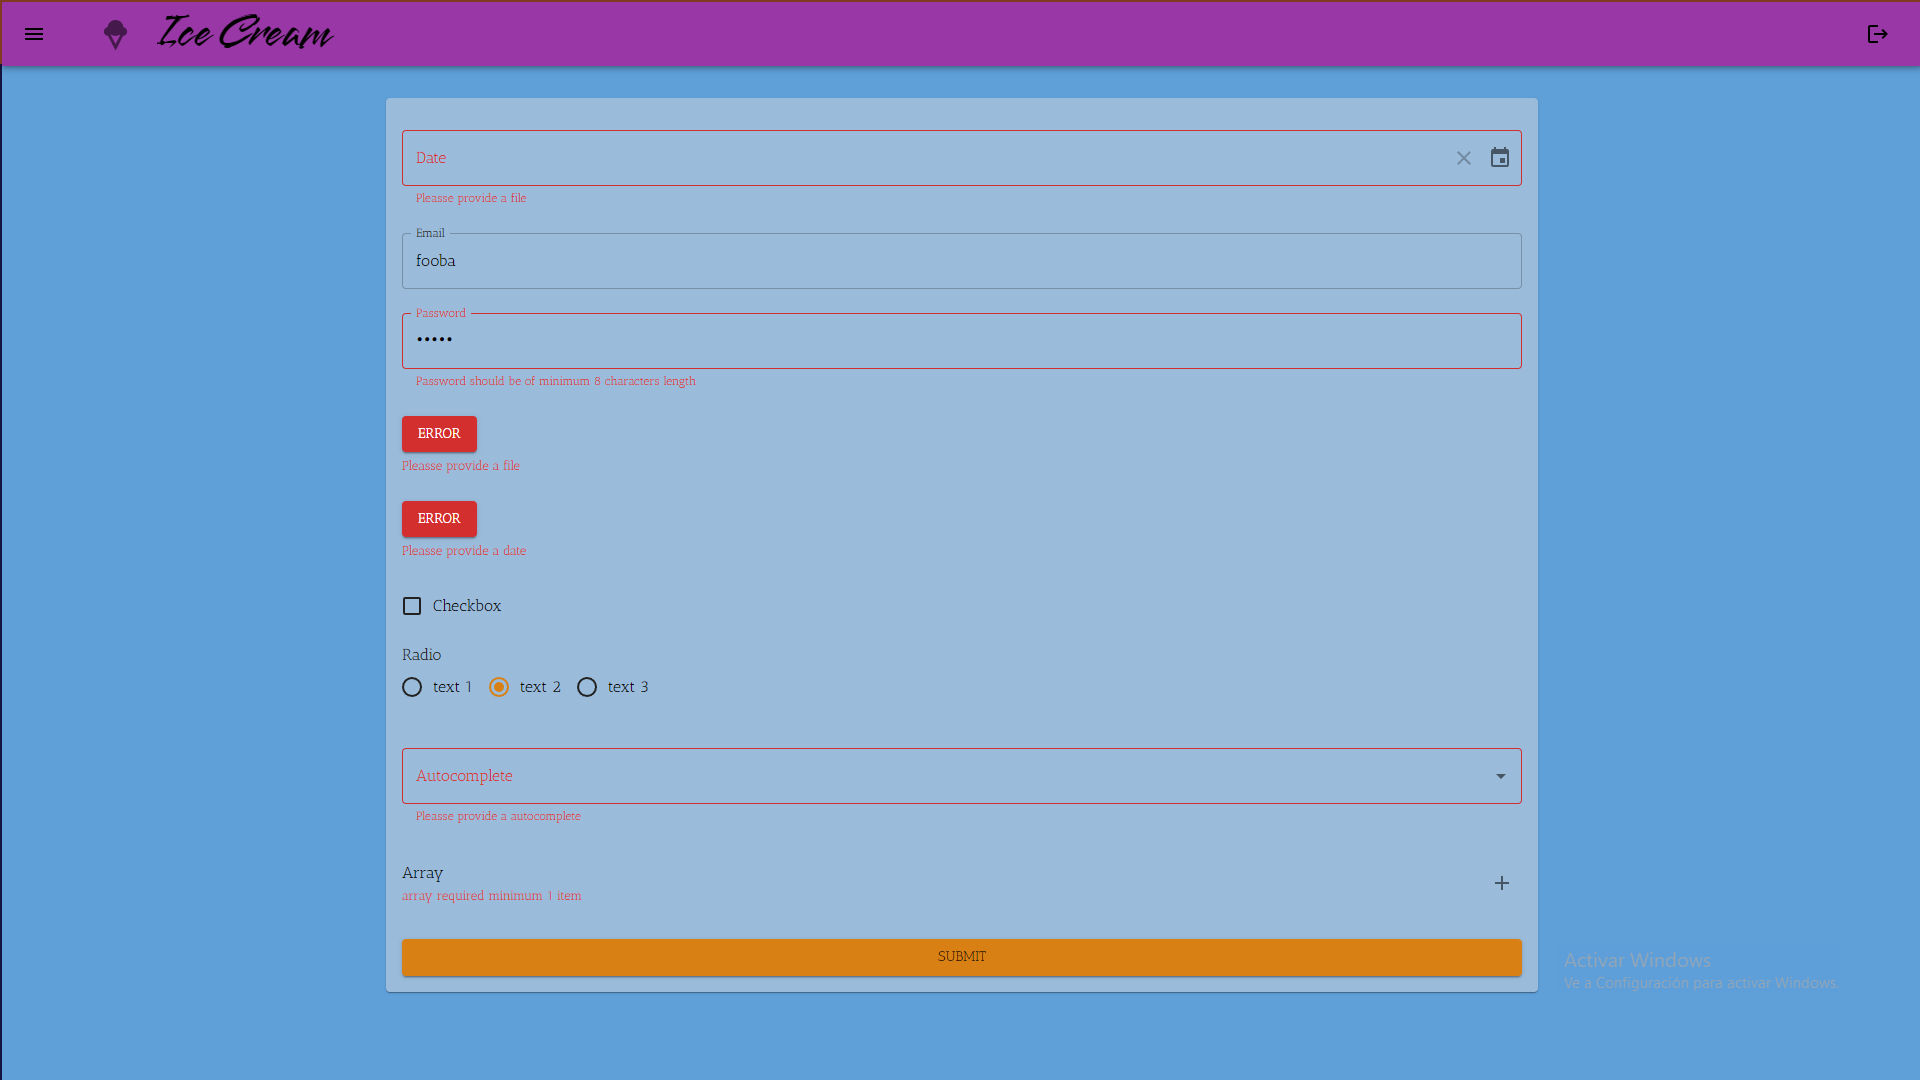 Ice Cream
Date
Pleasse provide a file
Email
fooba
Password
•••••
Password should be of minimum 8 characters length
ERROR
Pleasse provide a file
ERROR
Pleasse provide a date
Checkbox
Radio
text 1 text 2 text 3
Autocomplete
Pleasse provide a autocomplete
Array
array required minimum 1 item
SUBMIT
Activar Windows
Ve a Configuración para activar Windows.